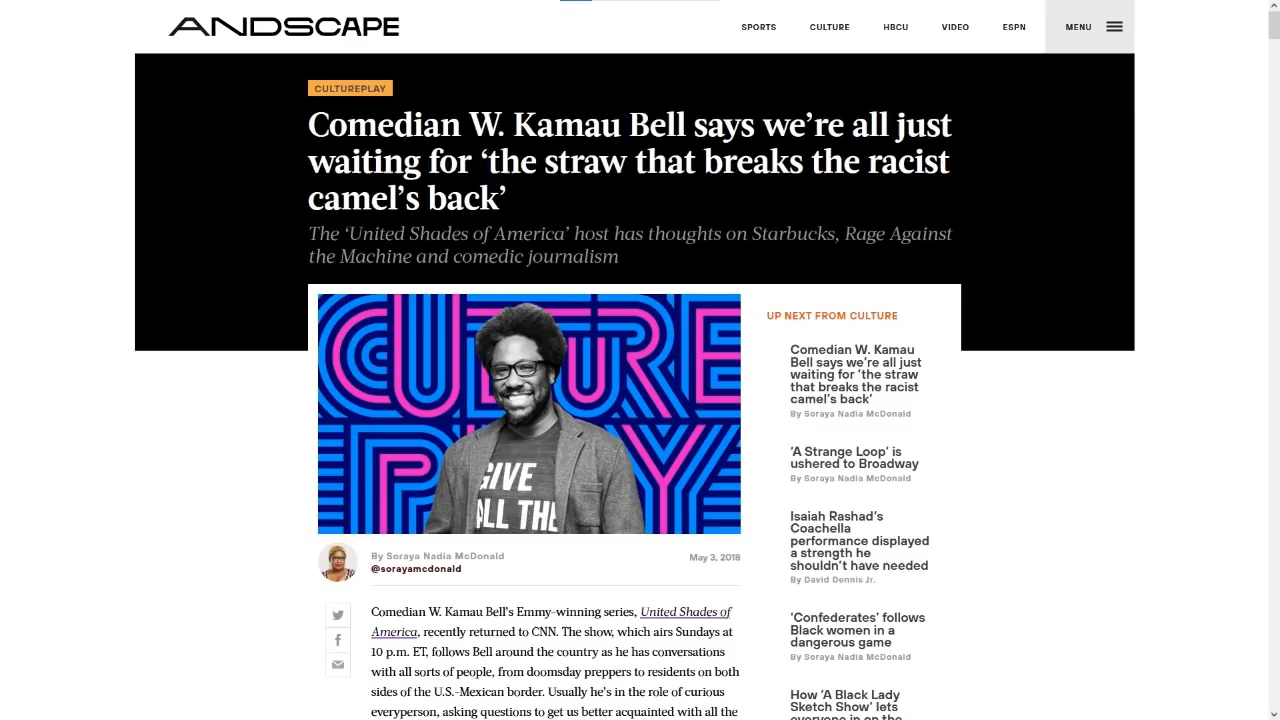 ANDSCAPE
SPORTS
CULTURE
HBCU
VIDEO
ESPN
MENU
CULTUREPLAY
Comedian W. Kamau Bell says we’re all just
waiting for ‘the straw that breaks the racist
camel’s back’
The ‘United Shades of America’ host has thoughts on Starbucks, Rage Against
the Machine and comedic journalism
CULTURE
PLAY
GIVE
ALL THE
By Soraya Nadia McDonald
@sorayamcdonald
May 3, 2018
Comedian W. Kamau Bell’s Emmy-winning series, United Shades of
America, recently returned to CNN. The show, which airs Sundays at
10 p.m. ET, follows Bell around the country as he has conversations
with all sorts of people, from doomsday preppers to residents on both
sides of the U.S.-Mexican border. Usually he’s in the role of curious
everyperson, asking questions to get us better acquainted with all the
UP NEXT FROM CULTURE
Comedian W. Kamau
Bell says we’re all just
waiting for ‘the straw
that breaks the racist
camel’s back’
By Soraya Nadia McDonald
‘A Strange Loop’ is
ushered to Broadway
By Soraya Nadia McDonald
Isaiah Rashad’s
Coachella
performance displayed
a strength he
shouldn’t have needed
By David Dennis Jr.
‘Confederates’ follows
Black women in a
dangerous game
By Soraya Nadia McDonald
How ‘A Black Lady
Sketch Show’ lets
everyone in on the